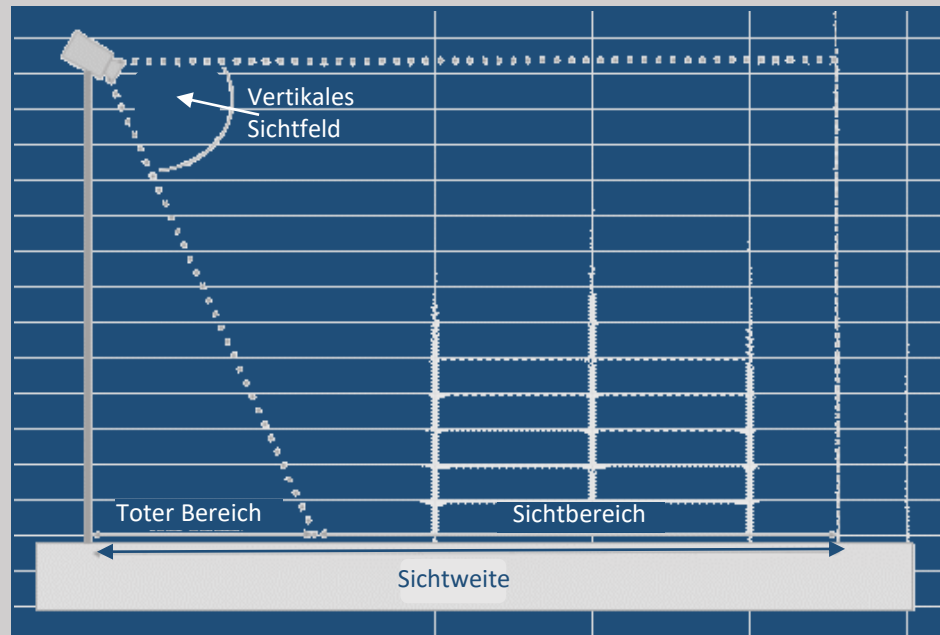 Vertikales
Sichtfeld
Toter Bereich
Sichtbereich
Sichtweite